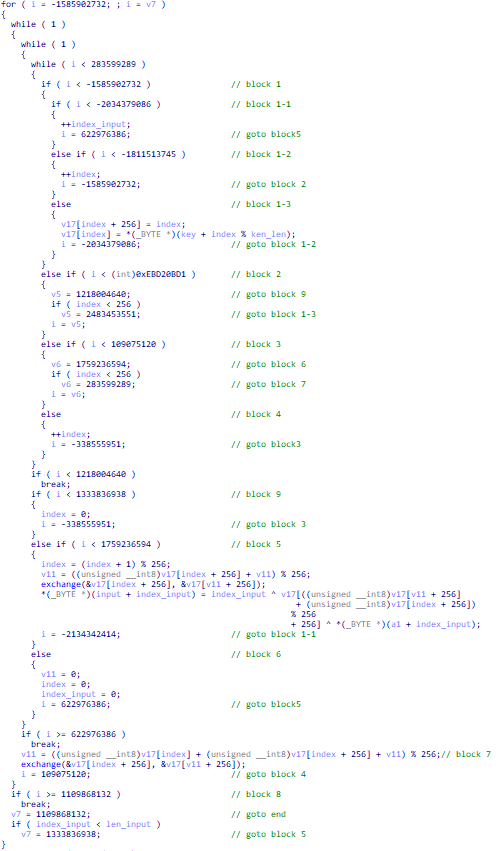 for ( i = -1585902732; ; i = v7 )
{
  while ( 1 )
  {
    while ( 1 )
    {
      while ( i < 283599289 )
      {
        if ( i < -1585902732 )                // block 1
        {
          if ( i < -2034379086 )              // block 1-1
          {
            ++index_input;
            i = 622976386;                    // goto block5
          }
          else if ( i < -1811513745 )         // block 1-2
          {
            ++index;
            i = -1585902732;                  // goto block 2
          }
          else                                // block 1-3
          {
            v17[index + 256] = index;
            v17[index] = *(_BYTE *)(key + index % ken_len);
            i = -2034379086;                  // goto block 1-2
          }
        }
        else if ( i < (int)0xEBD20BD1 )       // block 2
        {
          v5 = 1218004640;                    // goto block 9
          if ( index < 256 )
            v5 = 2483453551;                  // goto block 1-3
          i = v5;
        }
        else if ( i < 109075120 )             // block 3
        {
          v6 = 1759236594;                    // goto block 6
          if ( index < 256 )
            v6 = 283599289;                   // goto block 7
          i = v6;
        }
        else                                  // block 4
        {
          ++index;
          i = -338555951;                     // goto block3
        }
      }
      if ( i < 1218004640 )
        break;
      if ( i < 1333836938 )                   // block 9
      {
        index = 0;
        i = -338555951;                       // goto block 3
      }
      else if ( i < 1759236594 )              // block 5
      {
        index = (index + 1) % 256;
        v11 = ((unsigned __int8)v17[index + 256] + v11) % 256;
        exchange(&v17[index + 256], &v17[v11 + 256]);
        *(_BYTE *)(input + index_input) = index_input ^ v17[((unsigned __int8)v17[v11 + 256]
                                                           + (unsigned __int8)v17[index + 256])
                                                          % 256
                                                          + 256] ^ *(_BYTE *)(a1 + index_input);
        i = -2134342414;                      // goto block 1-1
      }
      else                                    // block 6
      {
        v11 = 0;
        index = 0;
        index_input = 0;
        i = 622976386;                        // goto block5
      }
    }
    if ( i >= 622976386 )
      break;
    v11 = ((unsigned __int8)v17[index] + (unsigned __int8)v17[index + 256] + v11) % 256;// block 7
    exchange(&v17[index + 256], &v17[v11 + 256]);
    i = 109075120;                            // goto block 4
  }
  if ( i >= 1109868132 )                      // block 8
    break;
  v7 = 1109868132;                            // goto end
  if ( index_input < len_input )
    v7 = 1333836938;                          // goto block 5
}